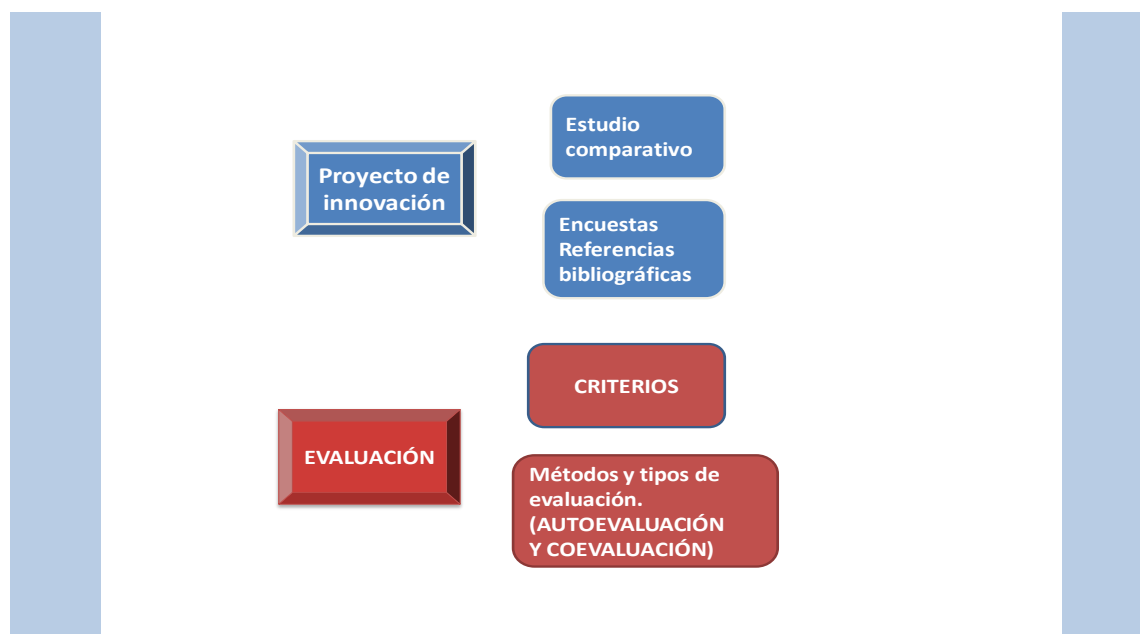 Proyecto de
innovación
Estudio
comparativo
Encuestas
Referencias
bibliográficas
EVALUACIÓN
CRITERIOS
Métodos y tipos de
evaluación.
(AUTOEVALUACIÓN
Y COEVALUACIÓN)